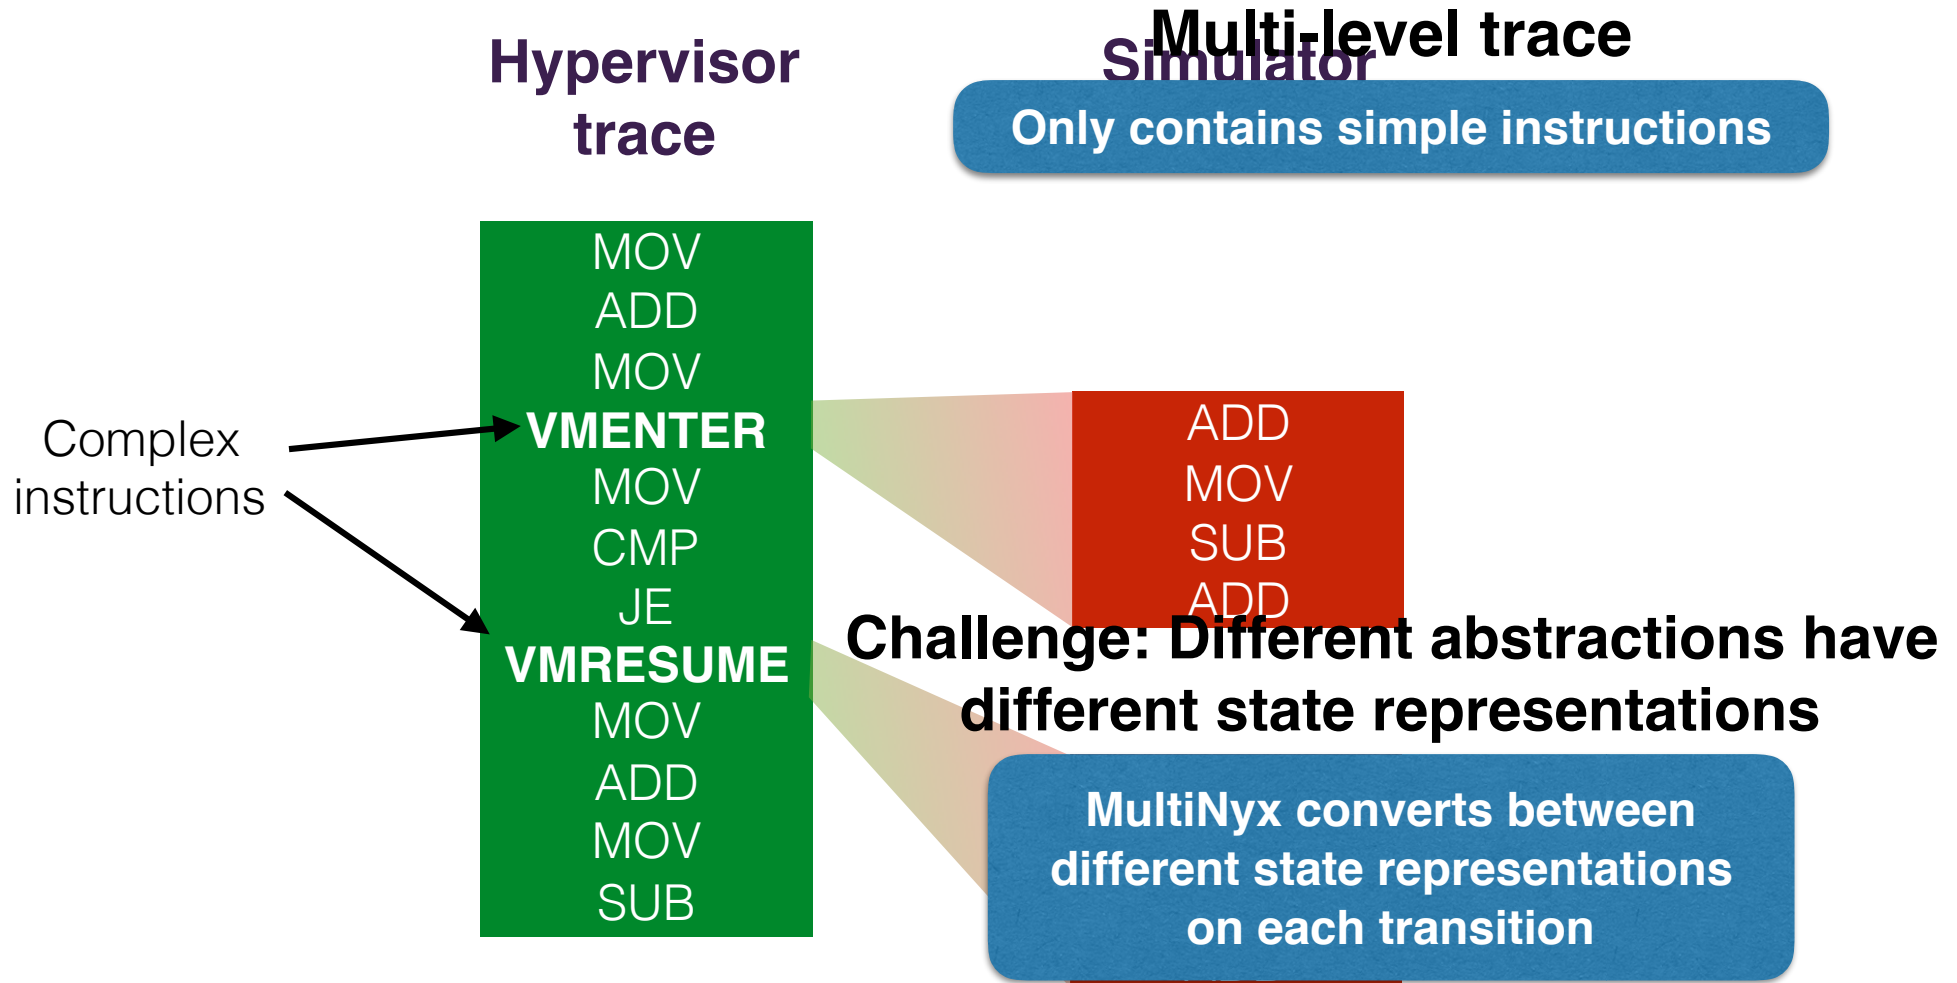 Hypervisor
trace
Multi-level trace
Simulator
Only contains simple instructions
MOV
ADD
MOV
VMENTER
MOV
CMP
JE
VMRESUME
MOV
ADD
MOV
SUB
Complex
instructions
ADD
MOV
SUB
ADD
Challenge: Different abstractions have
different state representations
MultiNyx converts between
different state representations
on each transition